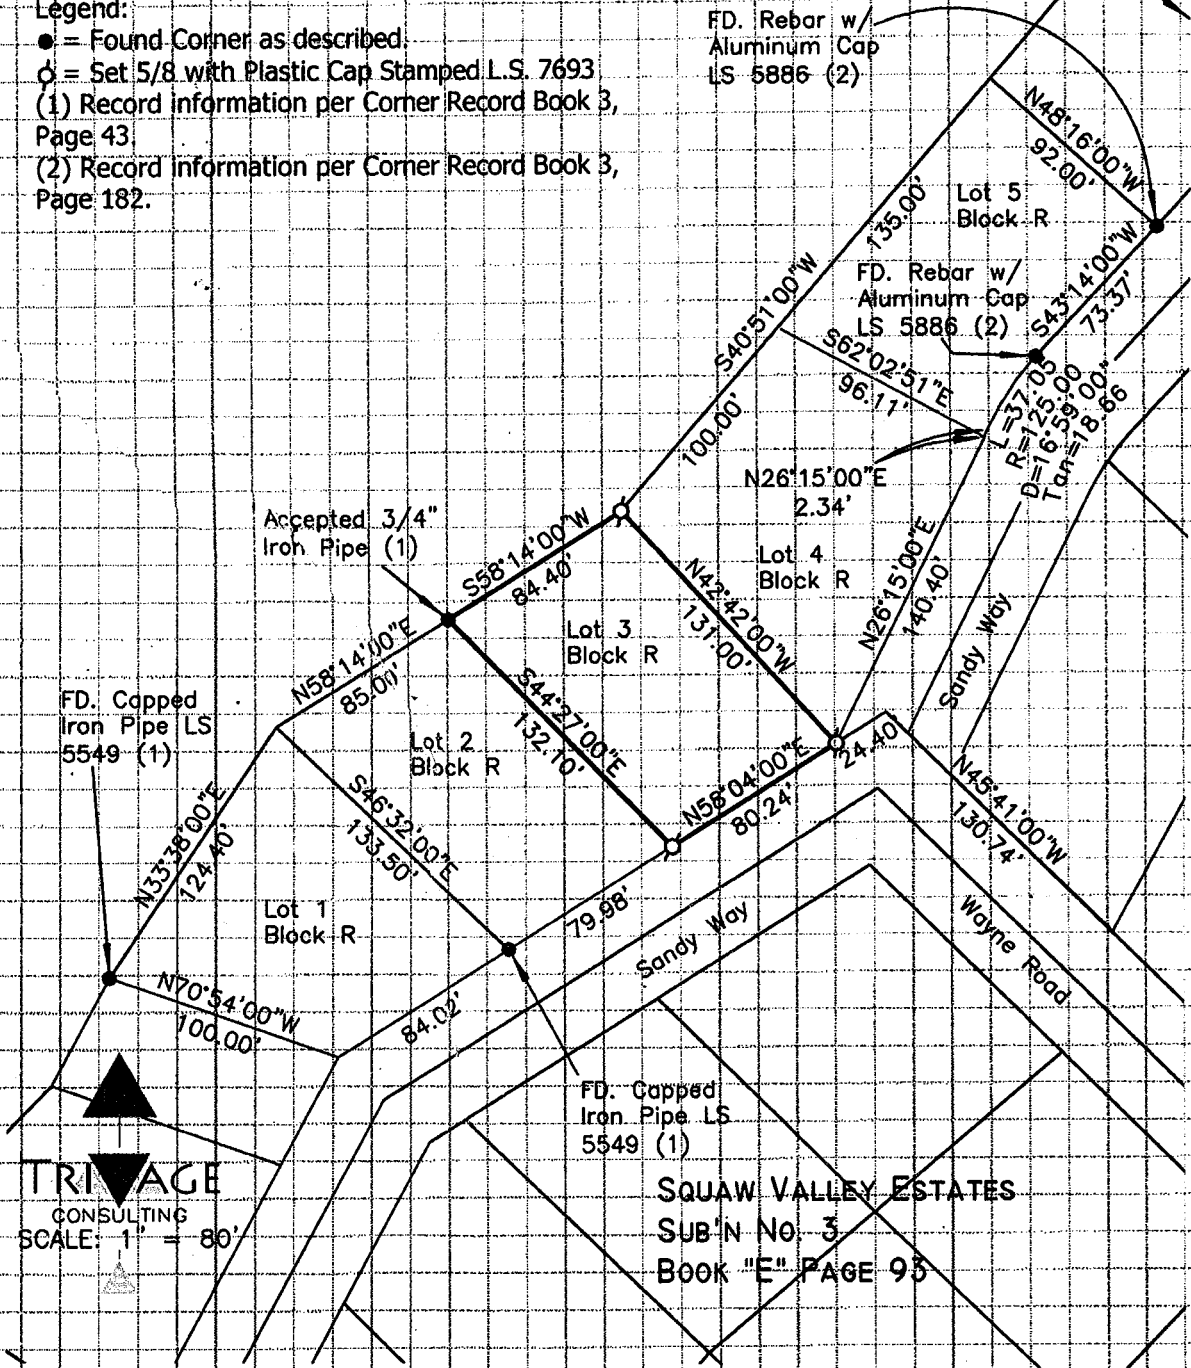 Legend:
● = Found Corner as described.
= Set 5/8 with Plastic Cap Stamped L.S. 7693
(1) Record information per Corner Record Book 3,
Page 43.
(2) Record information per Corner Record Book 3,
Page 182.
FD. Rebar w/
Aluminum Cap
LS 5886 (2)
N48°16'00"W
92.00'
Lot 5
Block R
135.00'
FD. Rebar w/
Aluminum Cap
LS 5886 (2)
S43°14'00"W
73.37'
S40°51'00"W
100.00'
S62°02'51"E
96.11'
L=37.05
R=125.00
D=16°59'00"
Tan=18.66
N26°15'00"E
2.34'
Accepted 3/4"
Iron Pipe (1)
S58°14'00"W
84.40'
Lot 4
Block R
N42°42'00"W
131.00'
N26°15'00"E
140.40'
Sandy Way
Lot 3
Block R
N58°14'00"E
85.00'
FD. Capped
Iron Pipe LS
5549 (1)
S44°27'00"E
132.10'
Lot 2
Block R
24.40'
N58°04'00"E
80.24'
N45°41'00"W
130.74'
S46°32'00"E
133.50'
N33°38'00"E
124.40'
Lot 1
Block R
79.98'
Sandy Way
Wayne Road
N70°54'00"W
100.00'
84.02'
FD. Capped
Iron Pipe LS
5549 (1)
TRIVAGE
CONSULTING
SCALE: 1" = 80'
SQUAW VALLEY ESTATES
SUB'N NO. 3
BOOK "E" PAGE 93